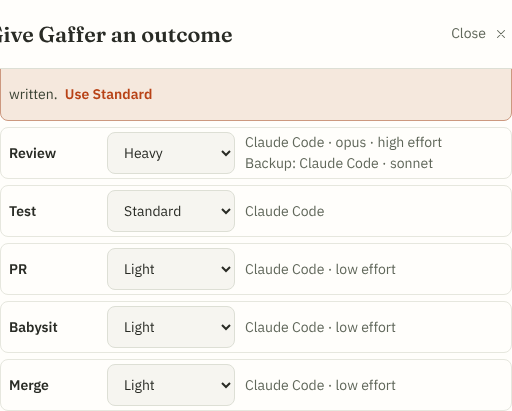 Give Gaffer an outcome
Close ×
written. Use Standard
Review Heavy Claude Code · opus · high effort
Backup: Claude Code · sonnet
Test Standard Claude Code
PR Light Claude Code · low effort
Babysit Light Claude Code · low effort
Merge Light Claude Code · low effort